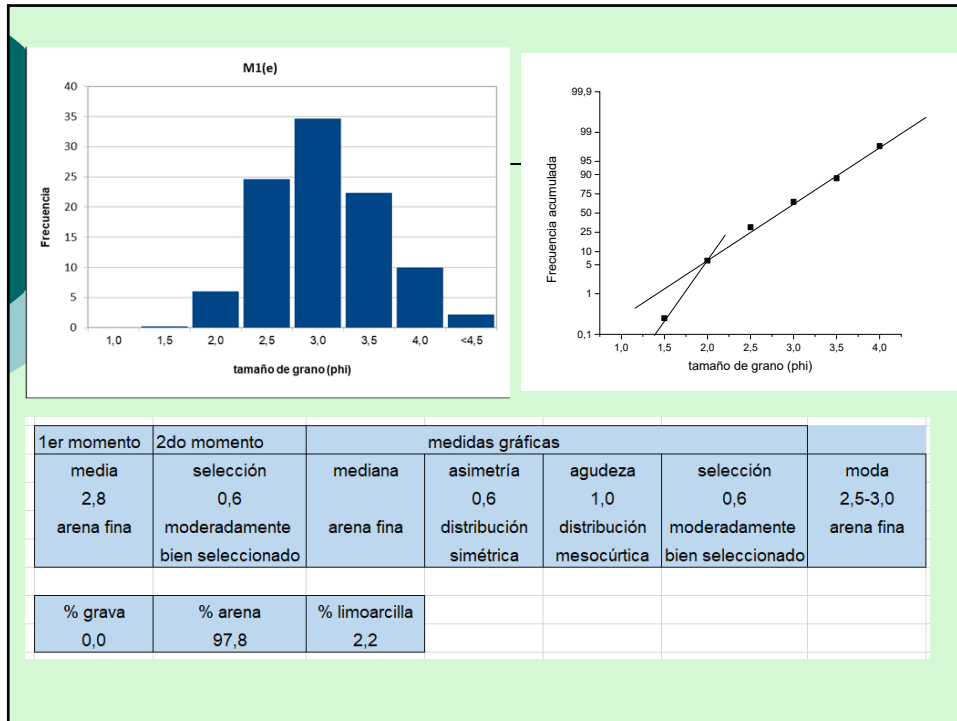 M1(e)
40
35
30
25
20
15
10
5
0
Frecuencia
1,0 1,5 2,0 2,5 3,0 3,5 4,0 <4,5
tamaño de grano (phi)
99,9
99
95
90
75
50
25
10
5
1
0,1
Frecuencia acumulada
1,0 1,5 2,0 2,5 3,0 3,5 4,0
tamaño de grano (phi)
1er momento 2do momento medidas gráficas
media selección mediana asimetría agudeza selección moda
2,8 0,6 0,6 1,0 0,6 2,5-3,0
arena fina moderadamente arena fina distribución distribución moderadamente arena fina
bien seleccionado simétrica mesocúrtica bien seleccionado
% grava % arena % limoarcilla
0,0 97,8 2,2